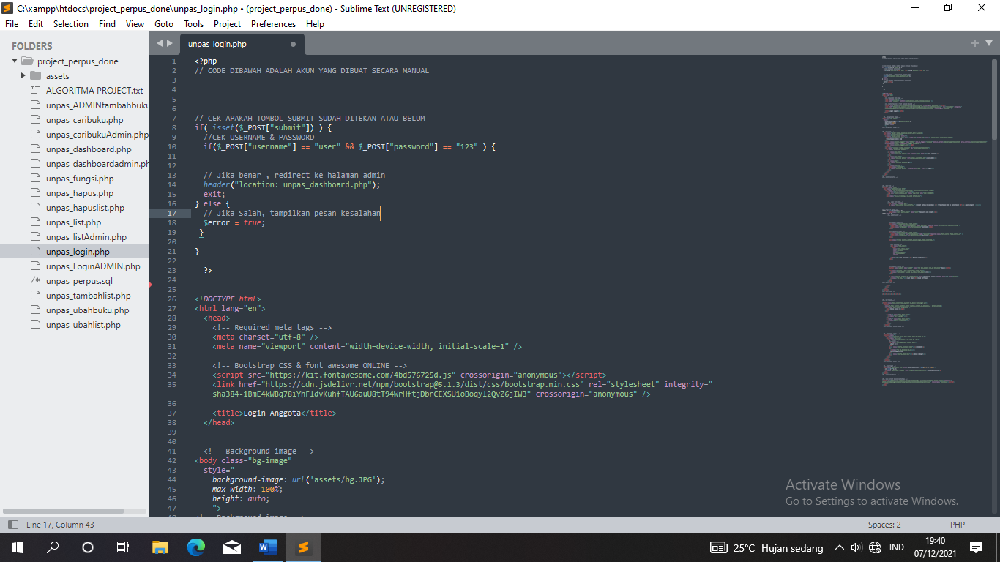 C:\xampp\htdocs\project_perpus_done\unpas_login.php • (project_perpus_done) - Sublime Text (UNREGISTERED)
File Edit Selection Find View Goto Tools Project Preferences Help
FOLDERS
project_perpus_done
assets
ALGORITMA PROJECT.txt
unpas_ADMINtambahbuku
unpas_caribuku.php
unpas_caribukuAdmin.php
unpas_dashboard.php
unpas_dashboardadmin.ph
unpas_fungsi.php
unpas_hapus.php
unpas_hapuslist.php
unpas_list.php
unpas_listAdmin.php
unpas_login.php
unpas_LoginADMIN.php
/* unpas_perpus.sql
unpas_tambahlist.php
unpas_ubahbuku.php
unpas_ubahlist.php
unpas_login.php
1 <?php
2 // CODE DIBAWAH ADALAH AKUN YANG DIBUAT SECARA MANUAL
3
4
5
6
7 // CEK APAKAH TOMBOL SUBMIT SUDAH DITEKAN ATAU BELUM
8 if( isset($_POST["submit"]) ) {
9 //CEK USERNAME & PASSWORD
10 if($_POST["username"] == "user" && $_POST["password"] == "123" ) {
11
12
13 // Jika benar , redirect ke halaman admin
14 header("location: unpas_dashboard.php");
15 exit;
16 } else {
17 // Jika Salah, tampilkan pesan kesalahan
18 $error = true;
19 }
20
21 }
22
23 ?>
24
25
26 <!DOCTYPE html>
27 <html lang="en">
28 <head>
29 <!-- Required meta tags -->
30 <meta charset="utf-8" />
31 <meta name="viewport" content="width=device-width, initial-scale=1" />
32
33 <!-- Bootstrap CSS & font awesome ONLINE -->
34 <script src="https://kit.fontawesome.com/4bd576725d.js" crossorigin="anonymous"></script>
35 <link href="https://cdn.jsdelivr.net/npm/bootstrap@5.1.3/dist/css/bootstrap.min.css" rel="stylesheet" integrity="
sha384-1BmE4kWBq78iYhFldvKuhfTAU6auU8tT94WrHftjDbrCEXSU1oBoqyl2QvZ6jIW3" crossorigin="anonymous" />
36
37 <title>Login Anggota</title>
38 </head>
39
40
41 <!-- Background image -->
42 <body class="bg-image"
43 style="
44 background-image: url('assets/bg.JPG');
45 max-width: 100%;
46 height: auto;
47 ">
Activate Windows
Go to Settings to activate Windows.
Line 17, Column 43
Spaces: 2
PHP
25°C Hujan sedang
IND
19:40
07/12/2021